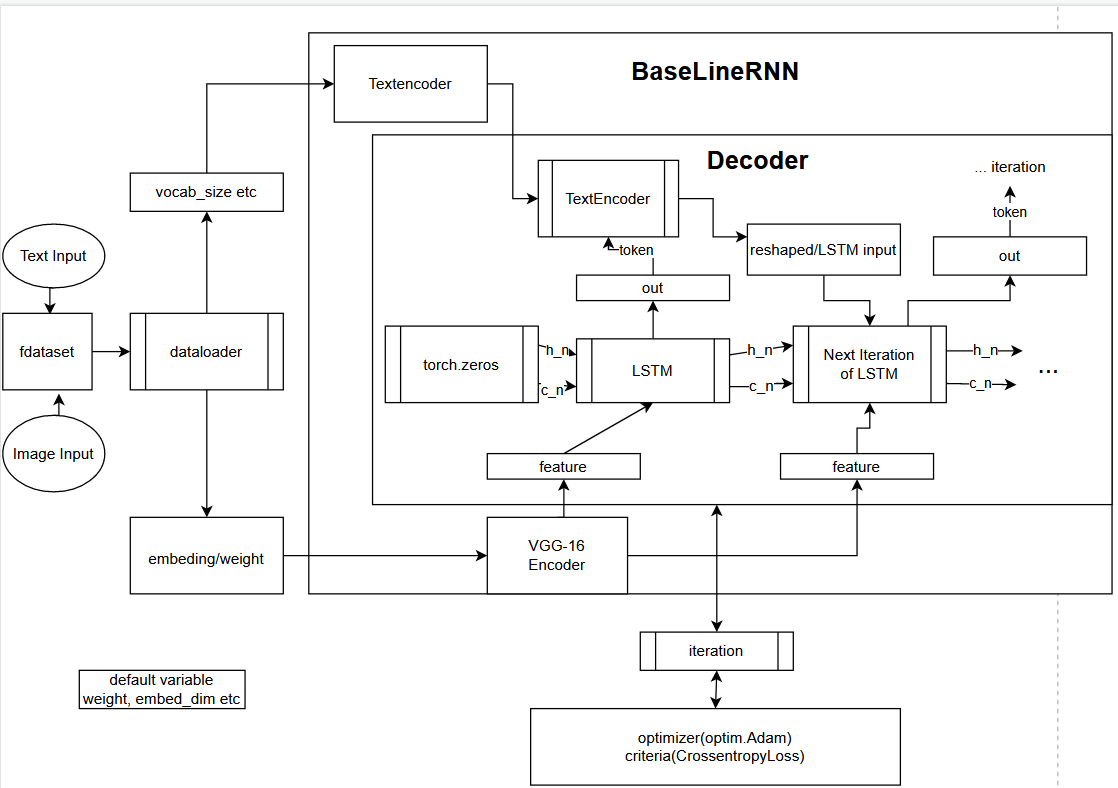 BaseLineRNN
Textencoder
Decoder
... iteration
vocab_size etc
TextEncoder
token
Text Input
token
reshaped/LSTM input
out
out
fdataset
dataloader
torch.zeros
h_n
c_n
LSTM
h_n
c_n
Next Iteration
of LSTM
h_n
c_n
...
Image Input
feature
feature
embeding/weight
VGG-16
Encoder
iteration
default variable
weight, embed_dim etc
optimizer(optim.Adam)
criteria(CrossentropyLoss)